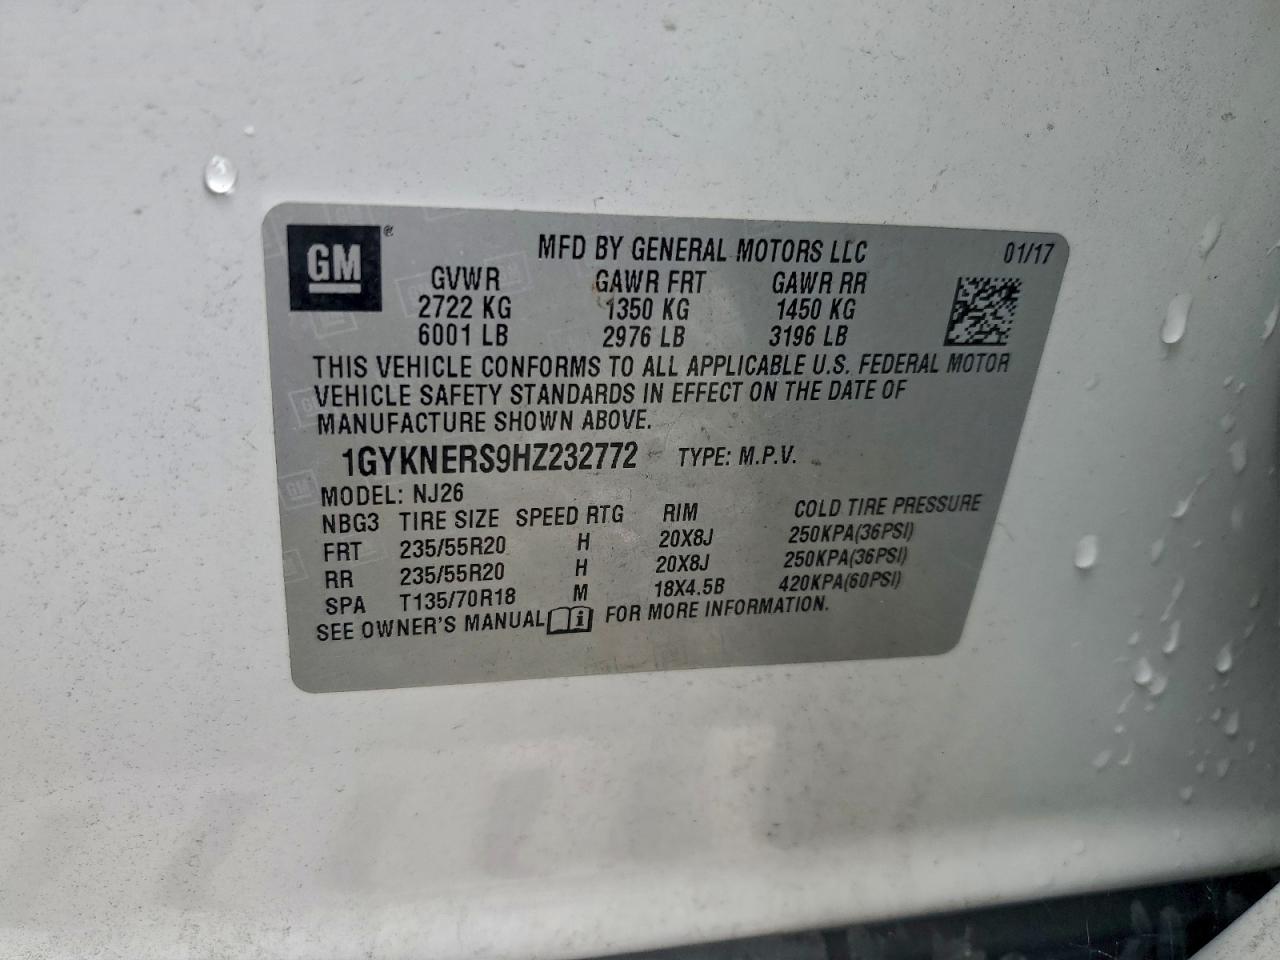 GM ®
MFD BY GENERAL MOTORS LLC 01/17
GVWR GAWR FRT GAWR RR
2722 KG 1350 KG 1450 KG
6001 LB 2976 LB 3196 LB
THIS VEHICLE CONFORMS TO ALL APPLICABLE U.S. FEDERAL MOTOR
VEHICLE SAFETY STANDARDS IN EFFECT ON THE DATE OF
MANUFACTURE SHOWN ABOVE.
1GYKNERS9HZ232772 TYPE: M.P.V.
MODEL: NJ26
NBG3 TIRE SIZE SPEED RTG RIM COLD TIRE PRESSURE
FRT 235/55R20 H 20X8J 250KPA(36PSI)
RR 235/55R20 H 20X8J 250KPA(36PSI)
SPA T135/70R18 M 18X4.5B 420KPA(60PSI)
SEE OWNER'S MANUAL i FOR MORE INFORMATION.